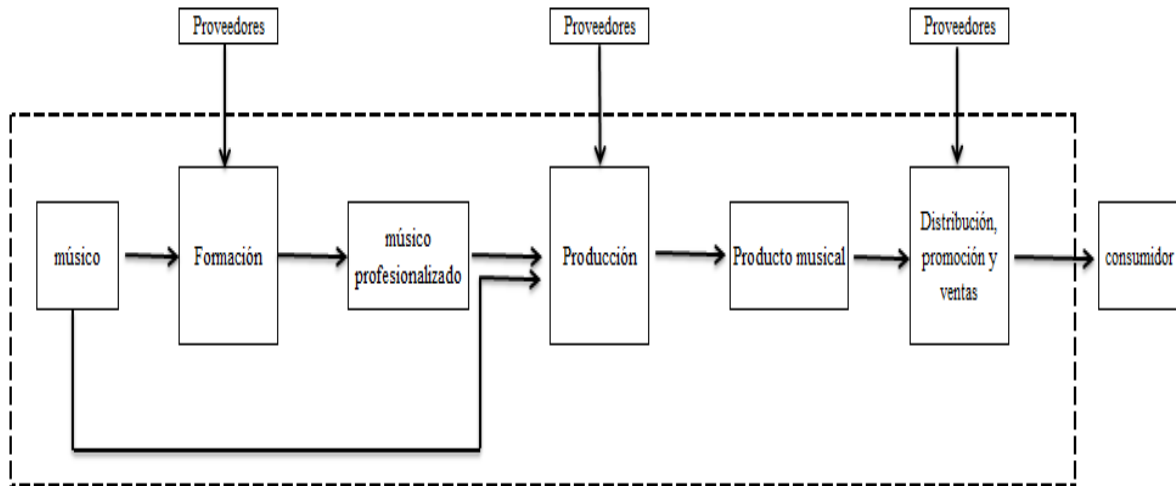 Proveedores
Proveedores
Proveedores
músico
Formación
músico
profesionalizado
Producción
Producto musical
Distribución,
promoción y
ventas
consumidor